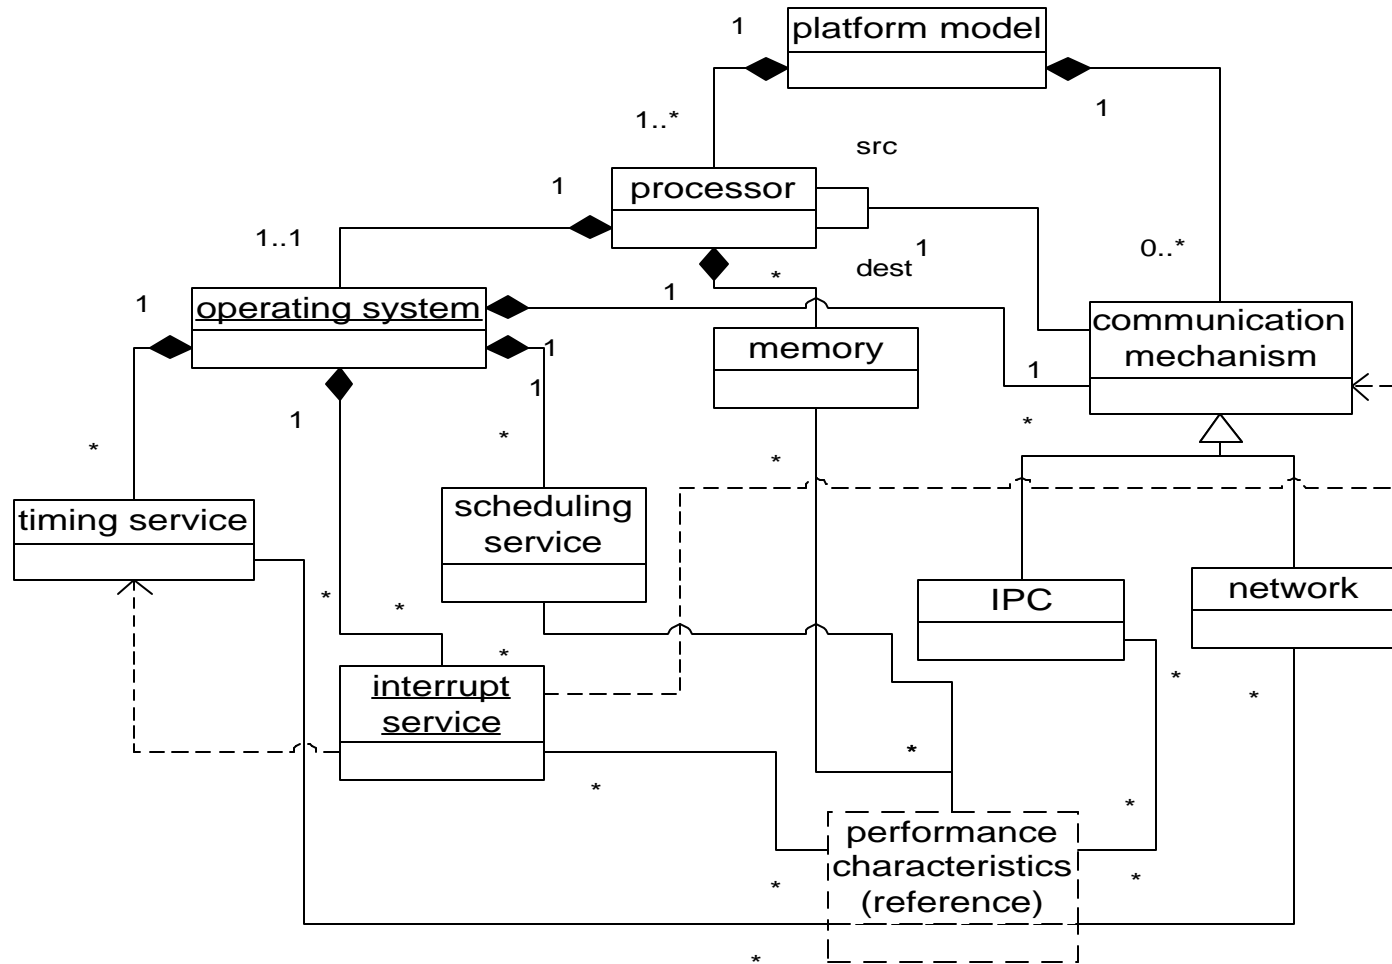 1
platform model
1
1..*
src
processor
1
1..1
1
0..*
dest
*
1
1
operating system
communication
mechanism
memory
1
1
1
1
*
*
*
*
scheduling
service
timing service
IPC
network
*
*
*
*
*
interrupt
service
*
*
*
performance
characteristics
(reference)
*
*
*